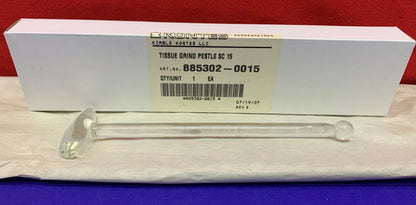 KONTES
KIMBLE KONTES LLC
TISSUE GRIND PESTLE SC 15
ART.NO. 885302-0015
QTY/UNIT 1 EA
*885302-0015 *
07/19/07
REV E